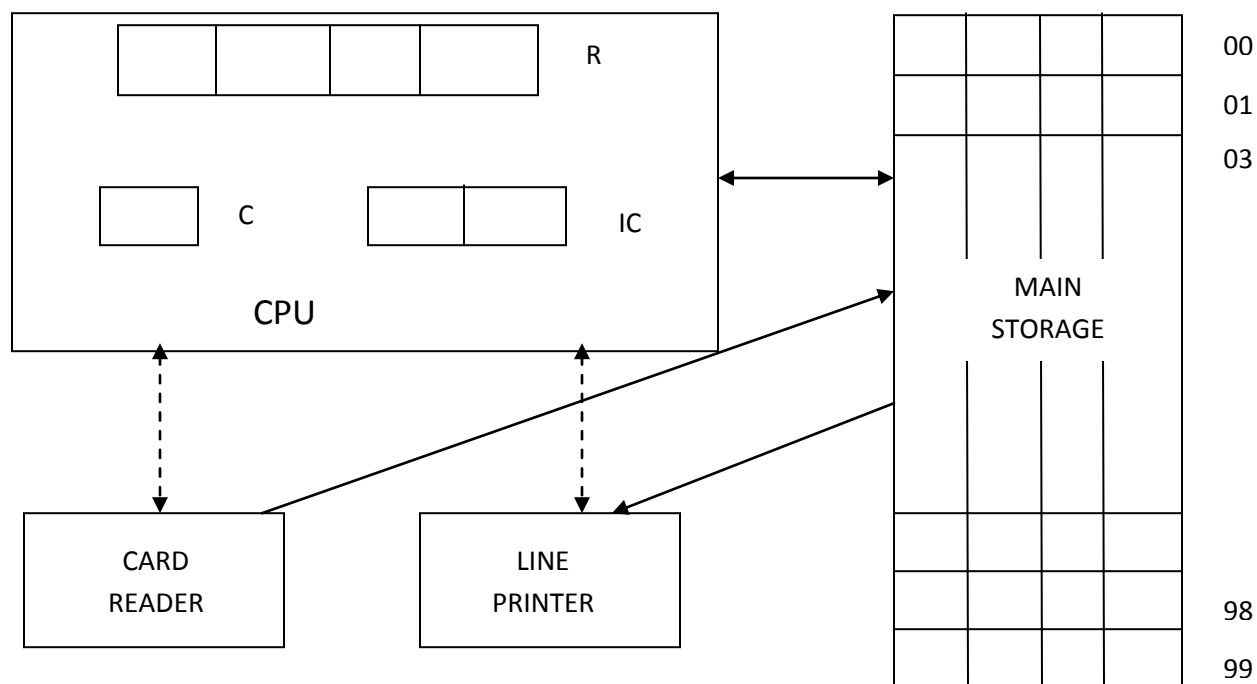 R
00
01
03
C
IC
CPU
MAIN
STORAGE
CARD
READER
LINE
PRINTER
98
99